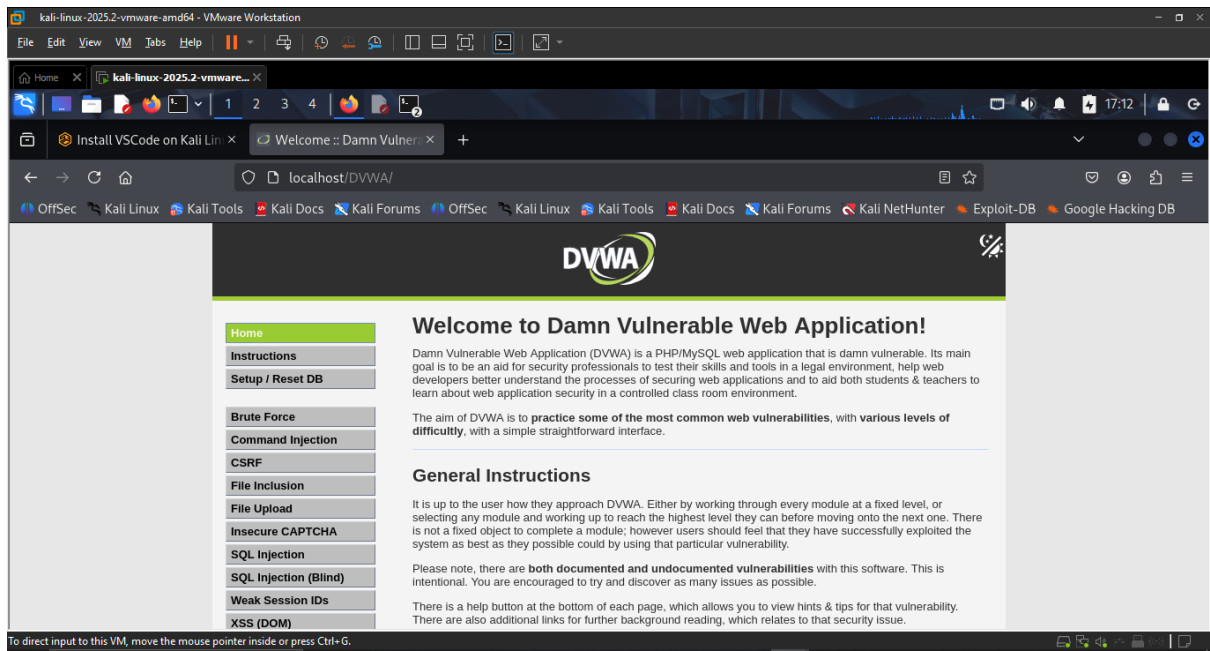 kali-linux-2025.2-vmware-amd64 - VMware Workstation
File Edit View VM Tabs Help
Home kali-linux-2025.2-vmware...
1 2 3 4 17:12
Install VSCode on Kali Lin Welcome :: Damn Vulnera
localhost/DVWA/
OffSec Kali Linux Kali Tools Kali Docs Kali Forums OffSec Kali Linux Kali Tools Kali Docs Kali Forums Kali NetHunter Exploit-DB Google Hacking DB
DVWA
Home
Instructions
Setup / Reset DB
Brute Force
Command Injection
CSRF
File Inclusion
File Upload
Insecure CAPTCHA
SQL Injection
SQL Injection (Blind)
Weak Session IDs
XSS (DOM)
Welcome to Damn Vulnerable Web Application!
Damn Vulnerable Web Application (DVWA) is a PHP/MySQL web application that is damn vulnerable. Its main
goal is to be an aid for security professionals to test their skills and tools in a legal environment, help web
developers better understand the processes of securing web applications and to aid both students & teachers to
learn about web application security in a controlled class room environment.
The aim of DVWA is to practice some of the most common web vulnerabilities, with various levels of
difficultly, with a simple straightforward interface.
General Instructions
It is up to the user how they approach DVWA. Either by working through every module at a fixed level, or
selecting any module and working up to reach the highest level they can before moving onto the next one. There
is not a fixed object to complete a module; however users should feel that they have successfully exploited the
system as best as they possible could by using that particular vulnerability.
Please note, there are both documented and undocumented vulnerabilities with this software. This is
intentional. You are encouraged to try and discover as many issues as possible.
There is a help button at the bottom of each page, which allows you to view hints & tips for that vulnerability.
There are also additional links for further background reading, which relates to that security issue.
To direct input to this VM, move the mouse pointer inside or press Ctrl+G.